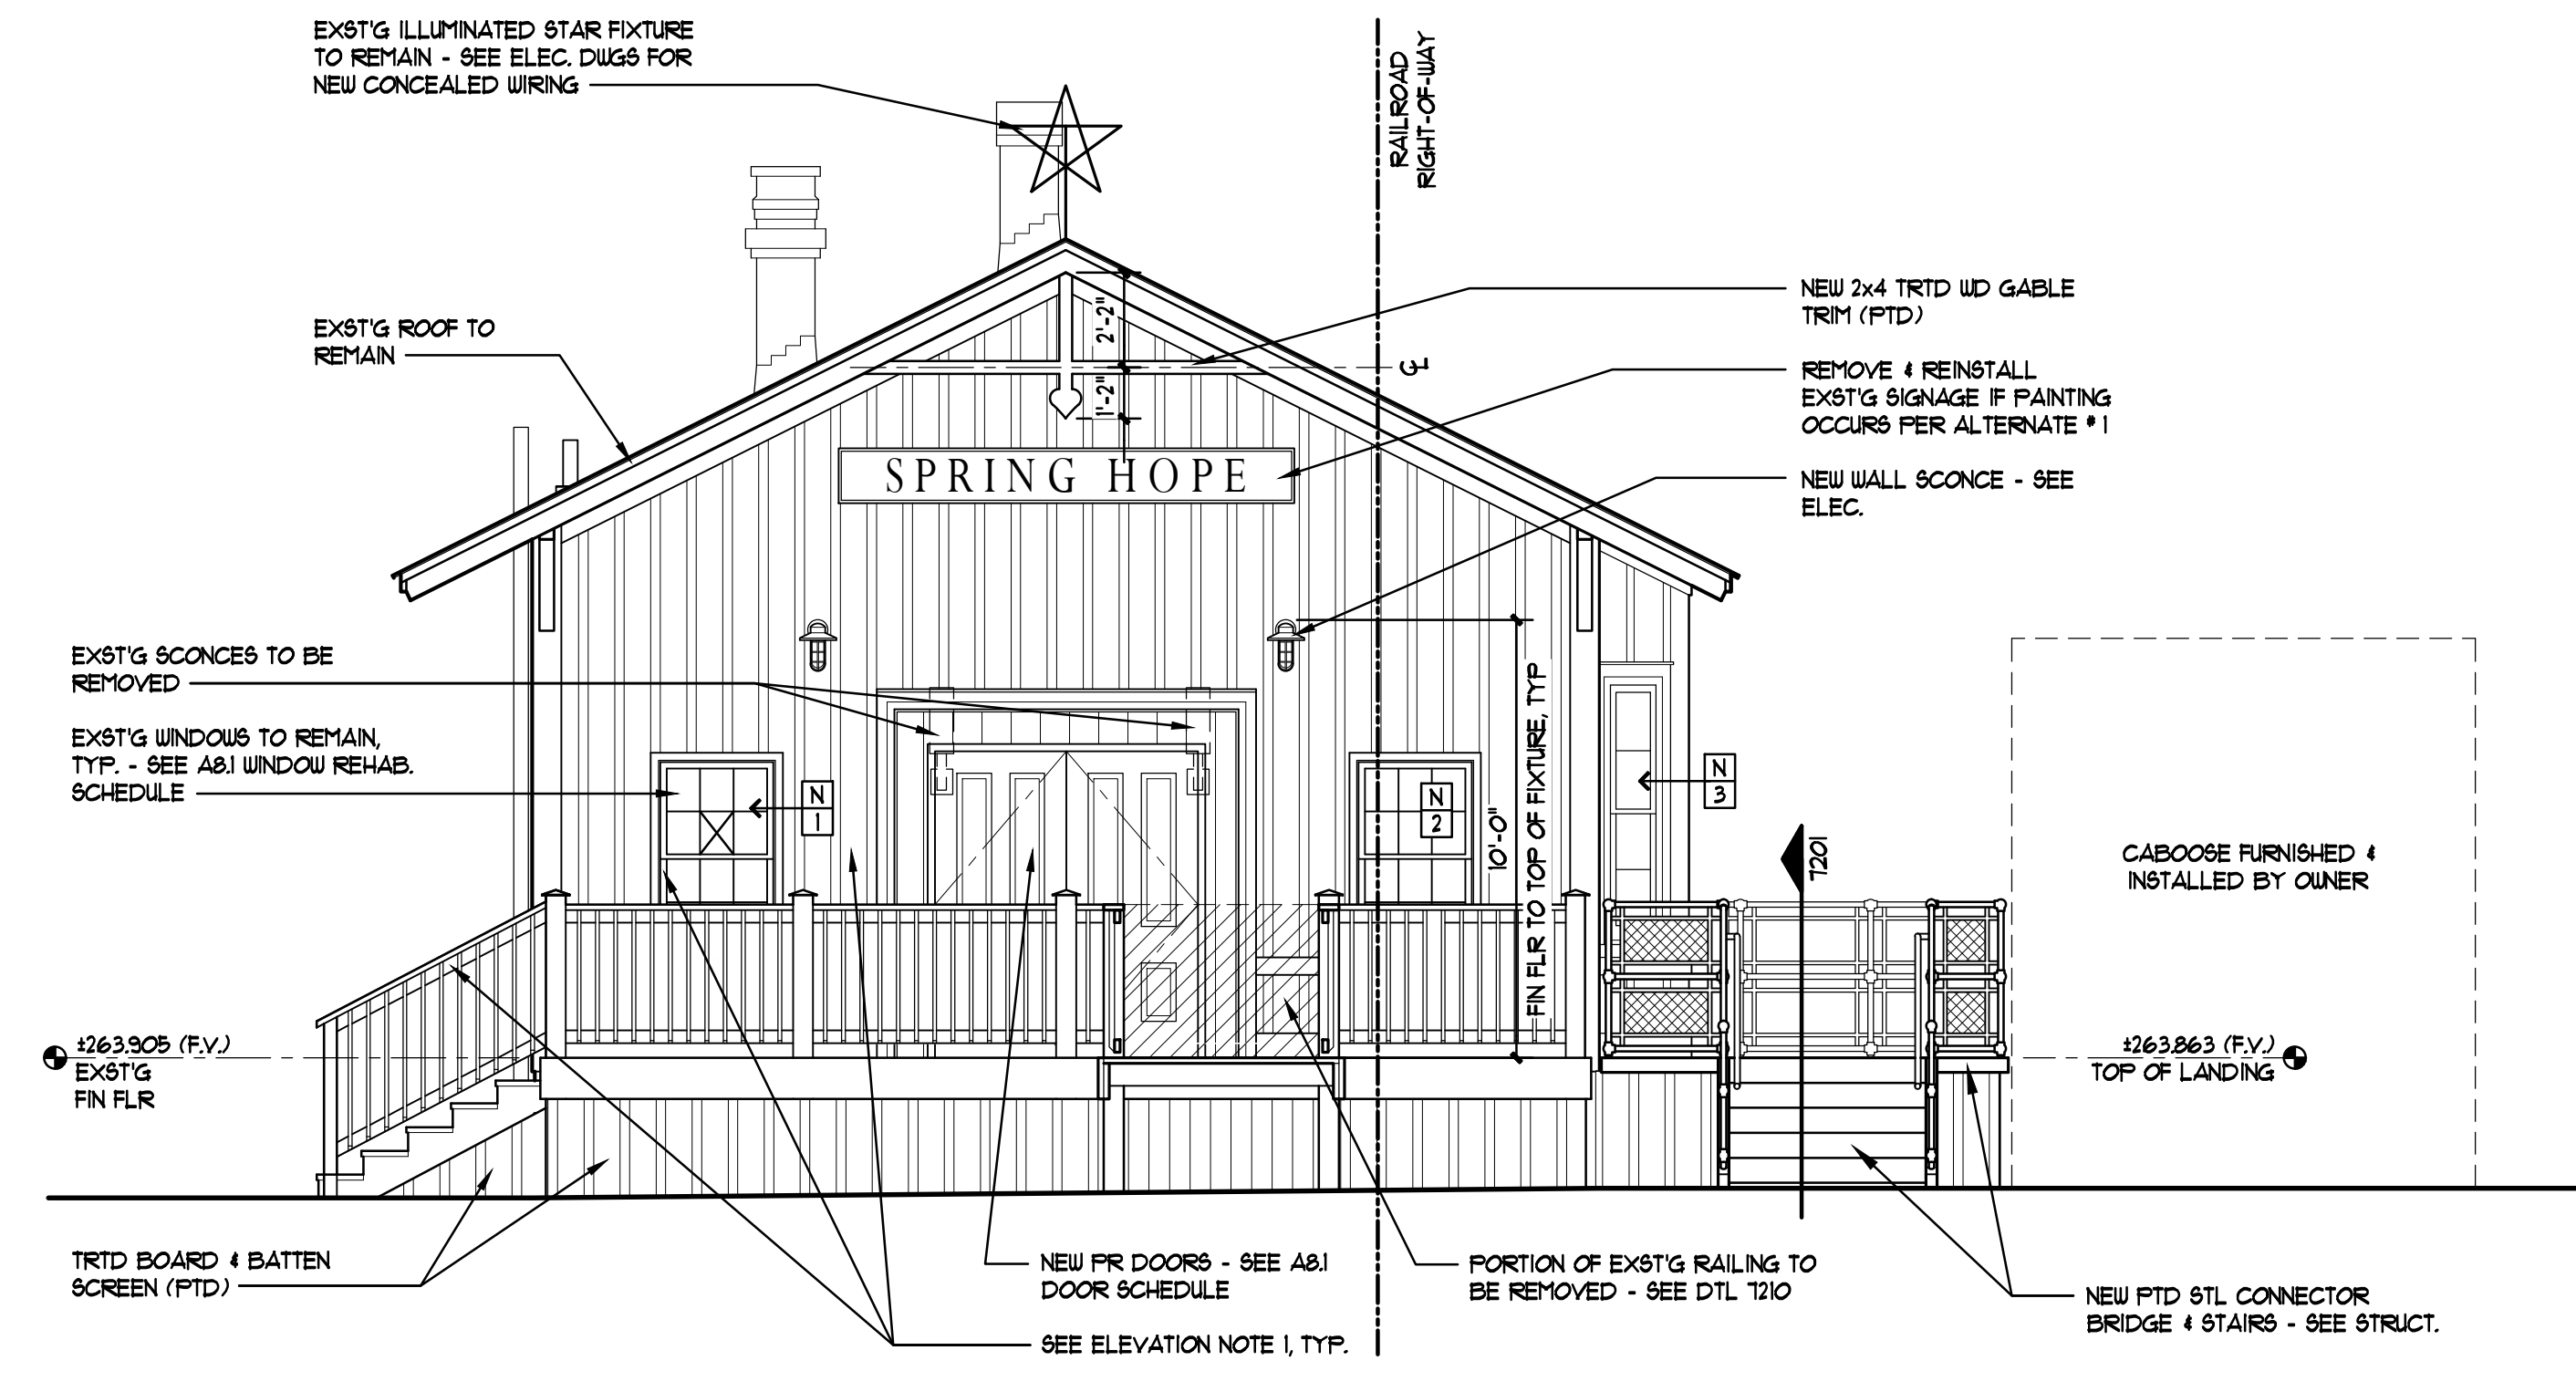 EXST'G ILLUMINATED STAR FIXTURE
TO REMAIN - SEE ELEC. DWGS FOR
NEW CONCEALED WIRING
RAILROAD
RIGHT-OF-WAY
EXST'G ROOF TO
REMAIN
2'-2"
1'-2"
CL
NEW 2x4 TRTD WD GABLE
TRIM (PTD)
REMOVE & REINSTALL
EXST'G SIGNAGE IF PAINTING
OCCURS PER ALTERNATE #1
NEW WALL SCONCE - SEE
ELEC.
SPRING HOPE
EXST'G SCONCES TO BE
REMOVED
EXST'G WINDOWS TO REMAIN,
TYP. - SEE A8.1 WINDOW REHAB.
SCHEDULE
N
1
N
2
N
3
10'-0"
FIN FLR TO TOP OF FIXTURE, TYP
7201
CABOOSE FURNISHED &
INSTALLED BY OWNER
±263.905 (F.V.)
EXST'G
FIN FLR
±263.863 (F.V.)
TOP OF LANDING
TRTD BOARD & BATTEN
SCREEN (PTD)
NEW PR DOORS - SEE A8.1
DOOR SCHEDULE
SEE ELEVATION NOTE 1, TYP.
PORTION OF EXST'G RAILING TO
BE REMOVED - SEE DTL 7210
NEW PTD STL CONNECTOR
BRIDGE & STAIRS - SEE STRUCT.